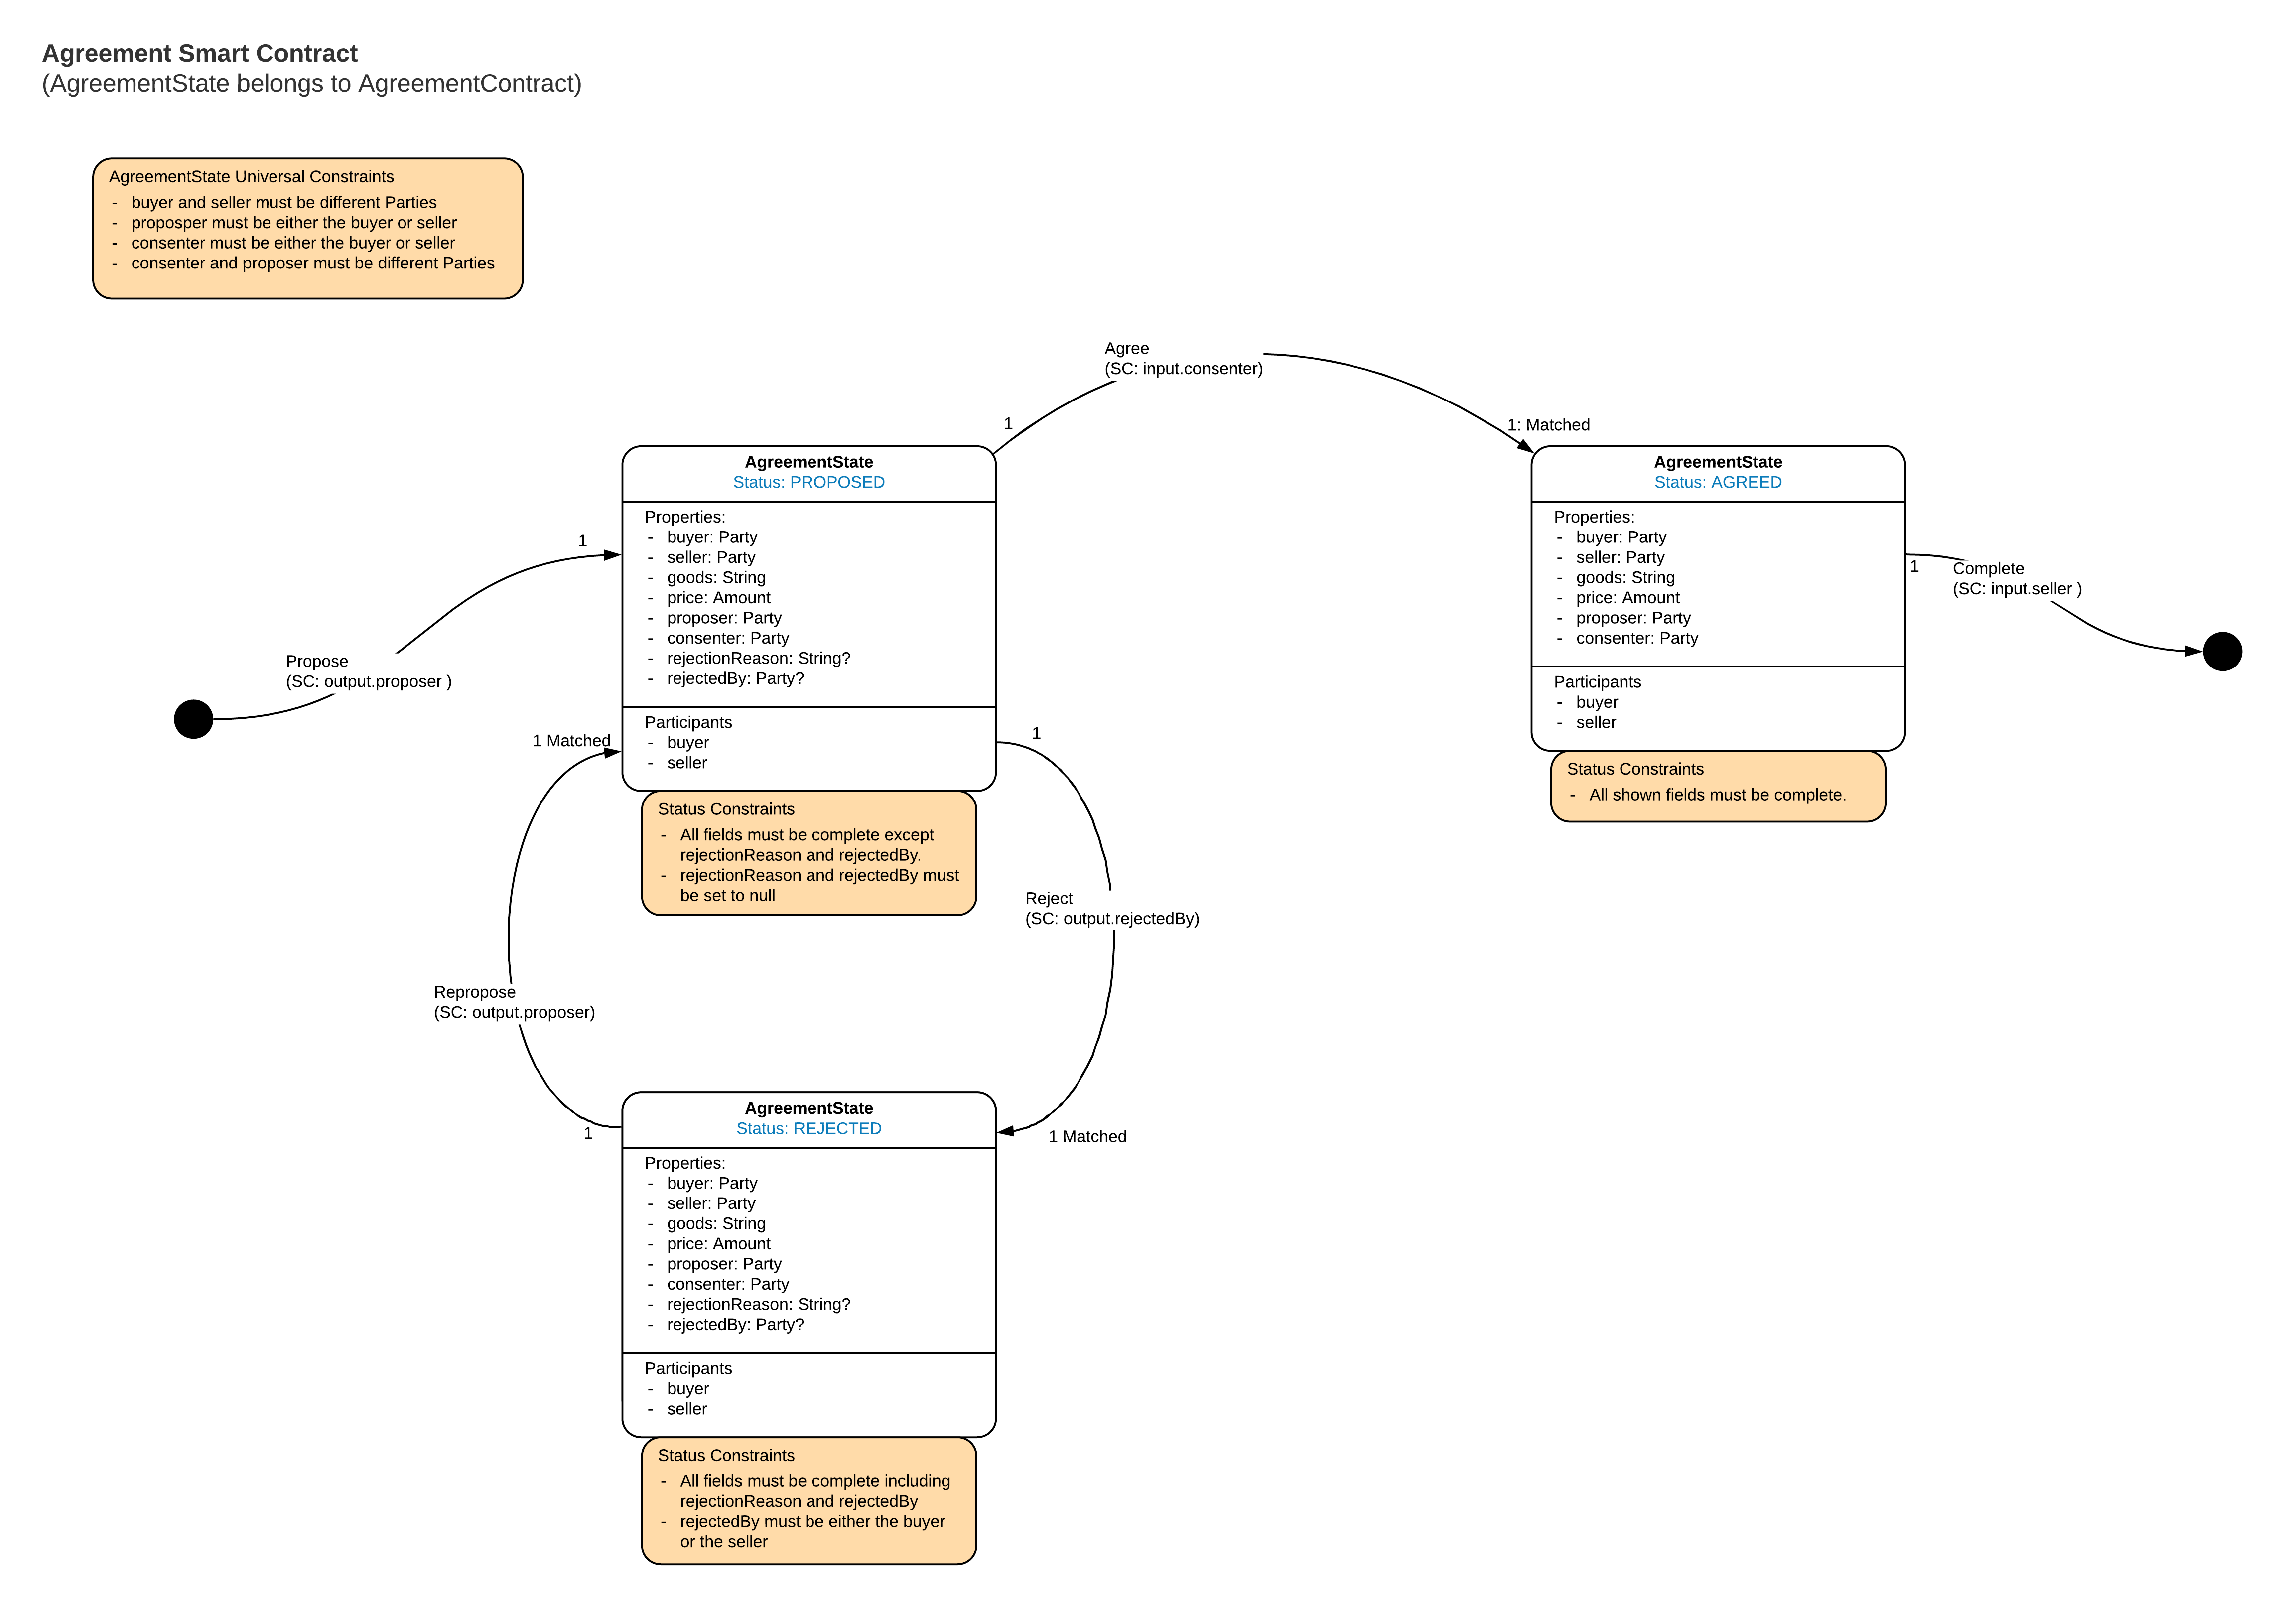 Agreement Smart Contract
(AgreementState belongs to AgreementContract)
AgreementState Universal Constraints
- buyer and seller must be different Parties
- proposper must be either the buyer or seller
- consenter must be either the buyer or seller
- consenter and proposer must be different Parties
Agree
(SC: input.consenter)
1
1: Matched
AgreementState
Status: PROPOSED
Properties:
- buyer: Party
- seller: Party
- goods: String
- price: Amount
- proposer: Party
- consenter: Party
- rejectionReason: String?
- rejectedBy: Party?
Participants
- buyer
- seller
Status Constraints
- All fields must be complete except
rejectionReason and rejectedBy.
- rejectionReason and rejectedBy must
be set to null
AgreementState
Status: AGREED
Properties:
- buyer: Party
- seller: Party
- goods: String
- price: Amount
- proposer: Party
- consenter: Party
Participants
- buyer
- seller
Status Constraints
- All shown fields must be complete.
1
Complete
(SC: input.seller )
1
Propose
(SC: output.proposer )
1 Matched
1
Reject
(SC: output.rejectedBy)
Repropose
(SC: output.proposer)
1
1 Matched
AgreementState
Status: REJECTED
Properties:
- buyer: Party
- seller: Party
- goods: String
- price: Amount
- proposer: Party
- consenter: Party
- rejectionReason: String?
- rejectedBy: Party?
Participants
- buyer
- seller
Status Constraints
- All fields must be complete including
rejectionReason and rejectedBy
- rejectedBy must be either the buyer
or the seller